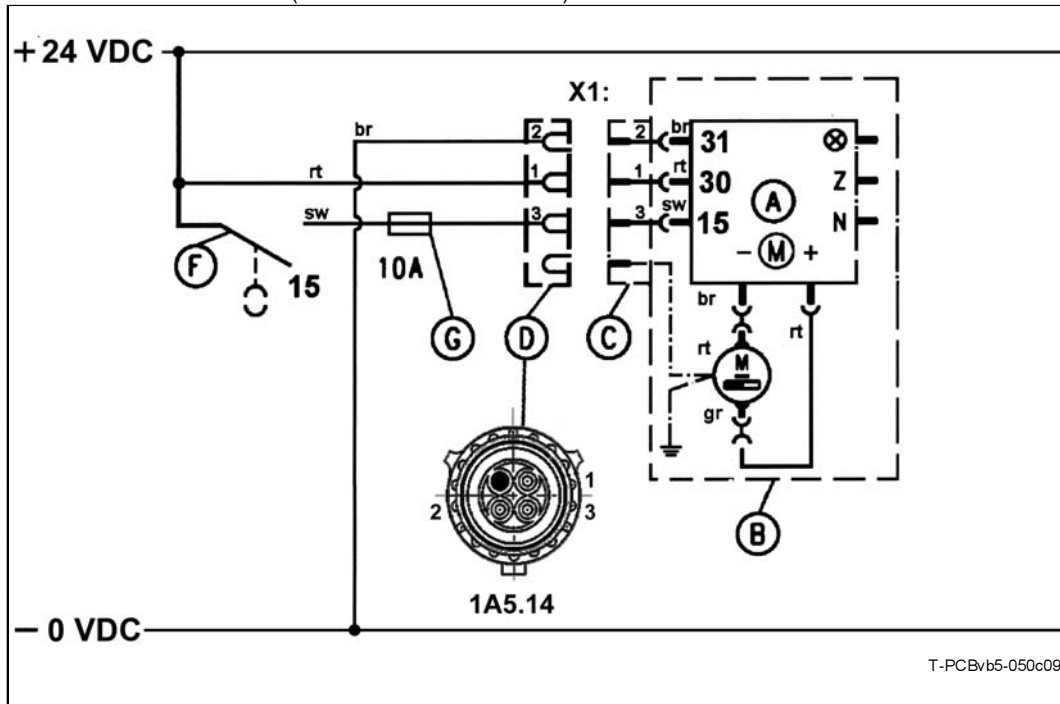 + 24 VDC
X1:
br
2
2
br
31
⊗
rt
1
1
rt
30
Z
A
sw
3
3
sw
15
N
10A
- M +
F
15
G
D
C
br
rt
rt
M
gr
1
2
3
B
1A5.14
– 0 VDC
T-PCBvb5-050c09